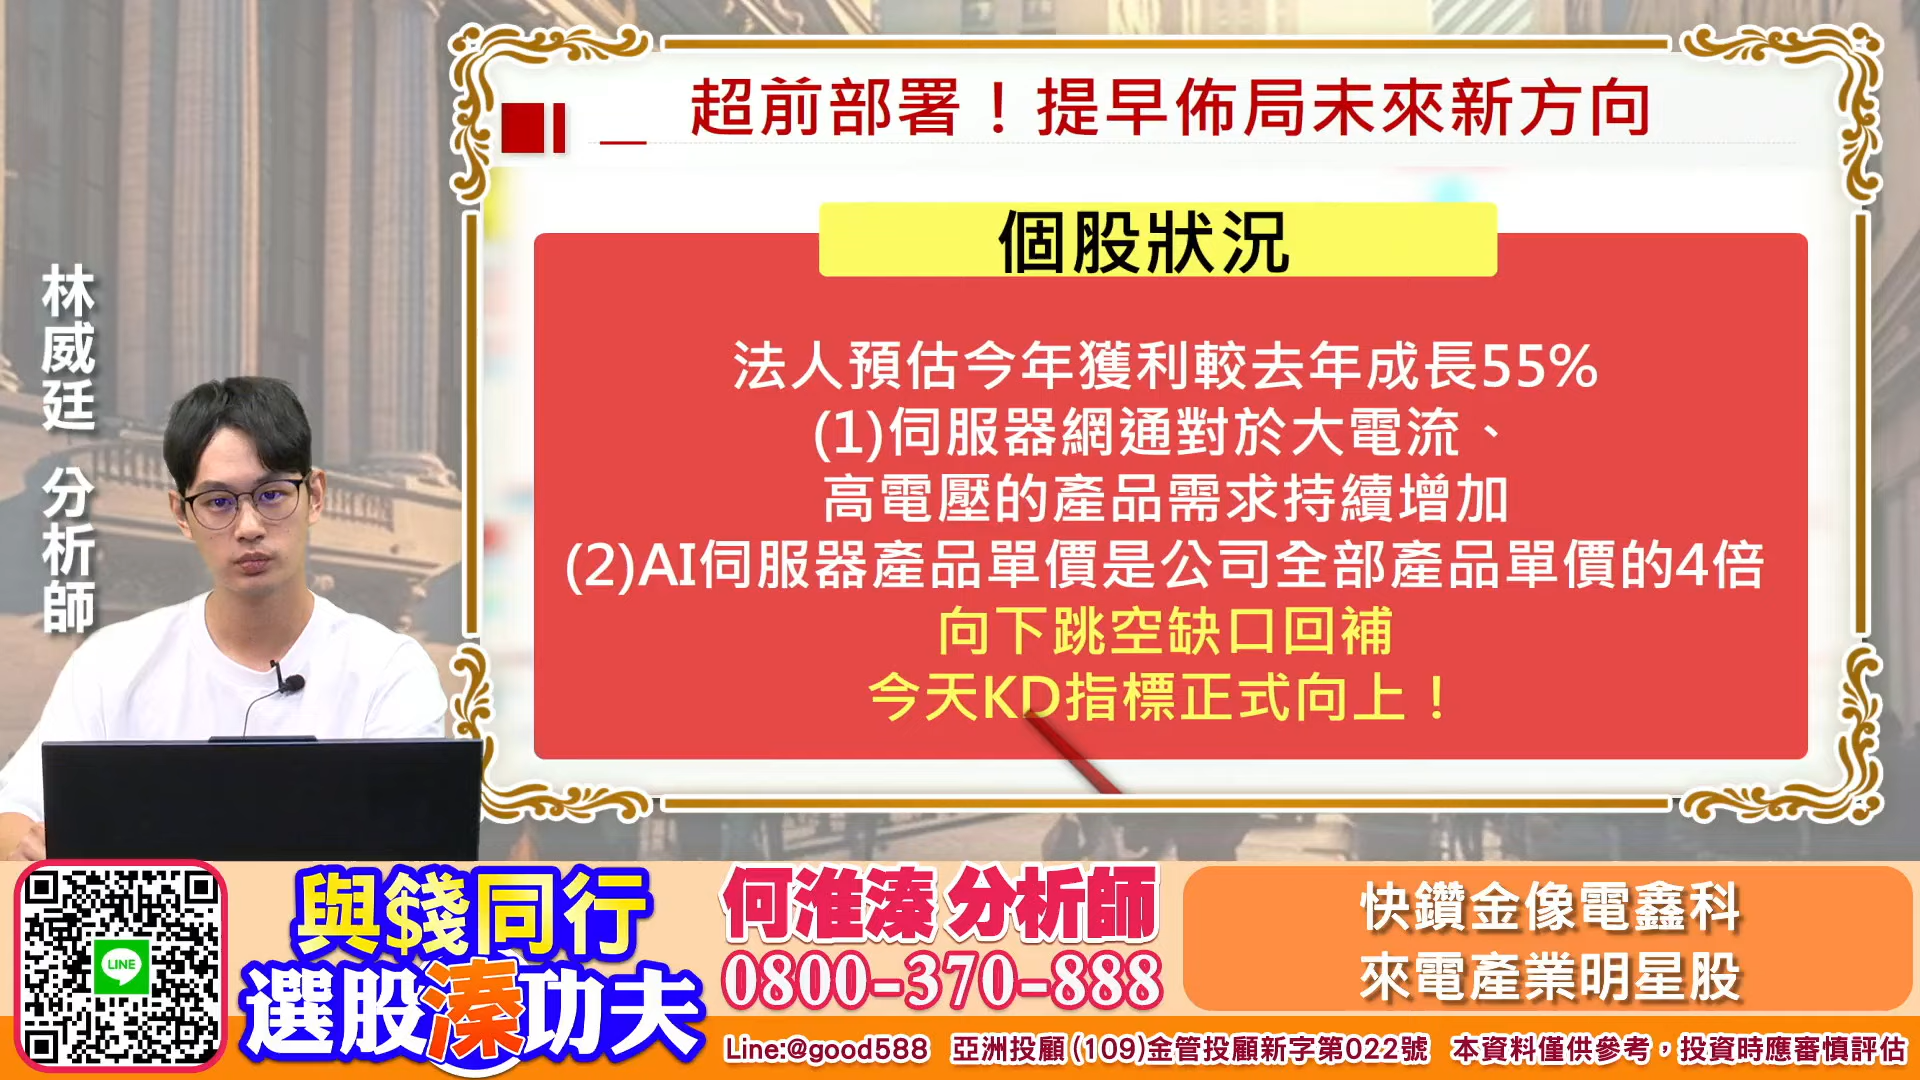 超前部署！提早佈局未來新方向
個股狀況
法人預估今年獲利較去年成長55%
(1)伺服器網通對於大電流、
高電壓的產品需求持續增加
(2)AI伺服器產品單價是公司全部產品單價的4倍
向下跳空缺口回補
今天KD指標正式向上！
林威廷 分析師
LINE
與錢同行
選股溱功夫
何淮溱 分析師
0800-370-888
快鑽金像電鑫科
來電產業明星股
Line:@good588 亞洲投顧 (109)金管投顧新字第022號 本資料僅供參考，投資時應審慎評估